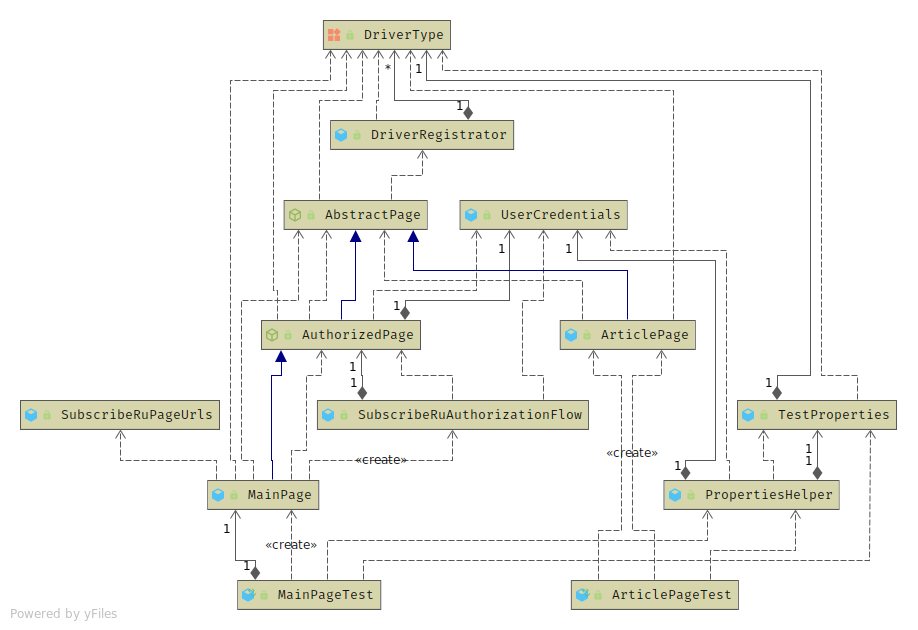 DriverType
* 1
1
DriverRegistrator
AbstractPage UserCredentials
1 1
1
AuthorizedPage ArticlePage
1
1 1
SubscribeRuPageUrls SubscribeRuAuthorizationFlow TestProperties
«create» «create» 1
1 1
MainPage PropertiesHelper
1
«create»
1
MainPageTest ArticlePageTest
Powered by yFiles